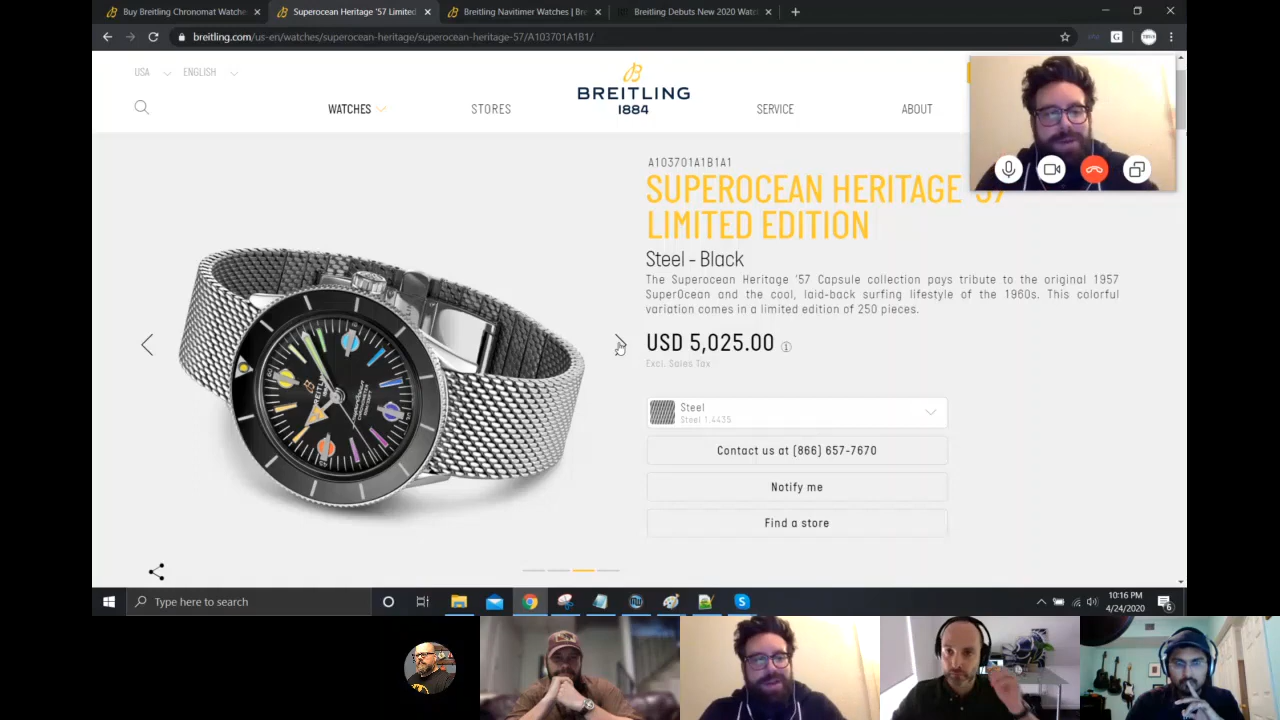 Buy Breitling Chronomat Watche
Superocean Heritage '57 Limited
Breitling Navitimer Watches | Bre
Breitling Debuts New 2020 Watc
breitling.com/us-en/watches/superocean-heritage/superocean-heritage-57/A103701A1B1/
USA
ENGLISH
BREITLING
1884
WATCHES
STORES
SERVICE
ABOUT
A103701A1B1A1
SUPEROCEAN HERITAGE '57
LIMITED EDITION
Steel - Black
The Superocean Heritage '57 Capsule collection pays tribute to the original 1957
SuperOcean and the cool, laid-back surfing lifestyle of the 1960s. This colorful
variation comes in a limited edition of 250 pieces.
USD 5,025.00
Excl. Sales Tax
Steel
Steel 1.4435
Contact us at (866) 657-7670
Notify me
Find a store
Type here to search
10:16 PM
4/24/2020
6